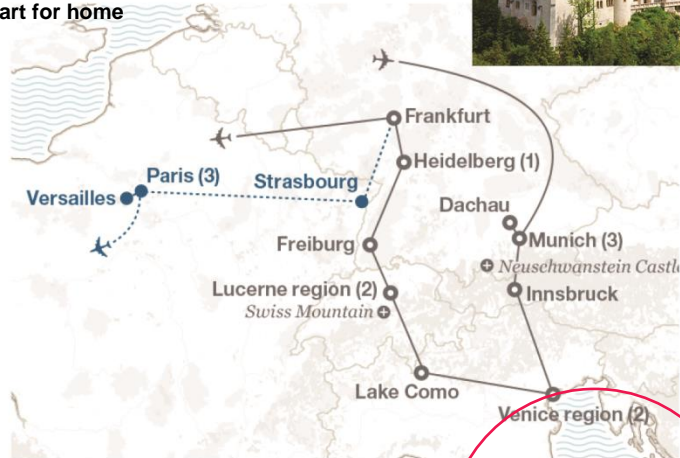 art for home
Frankfurt
Heidelberg (1)
Paris (3)
Strasbourg
Versailles
Dachau
Munich (3)
Freiburg
Neuschwanstein Castle
Lucerne region (2)
Innsbruck
Swiss Mountain
Lake Como
Venice region (2)